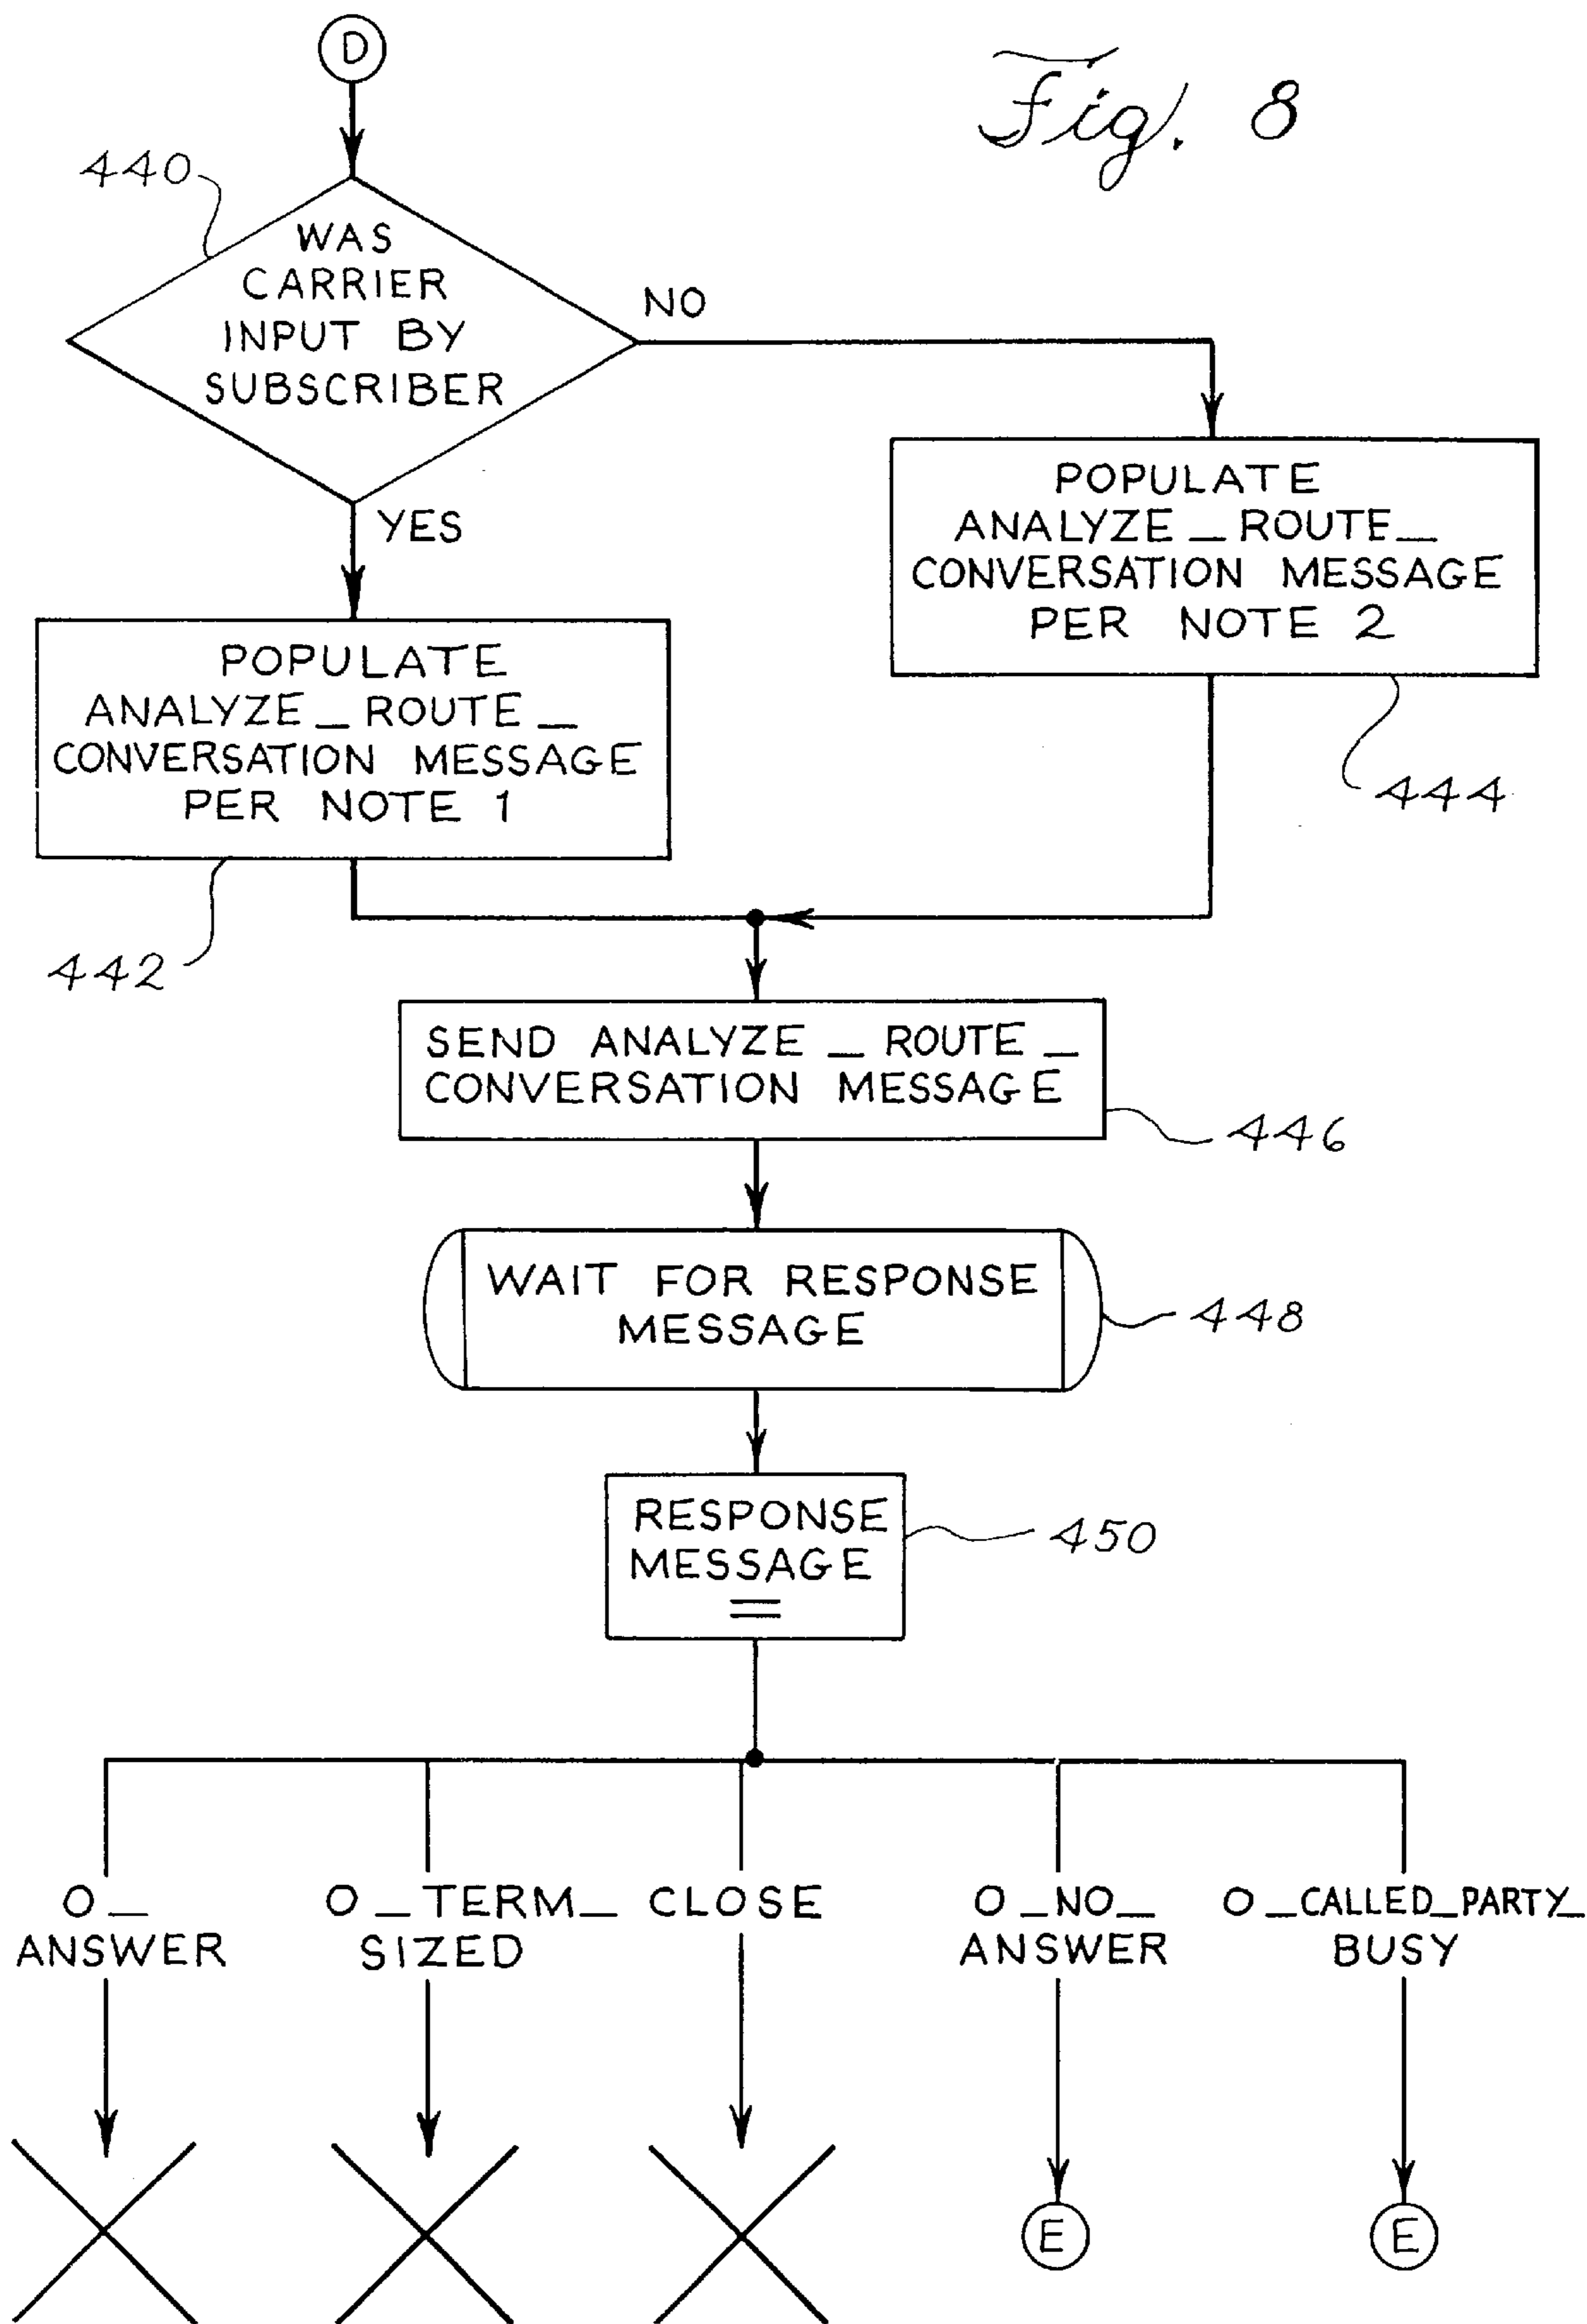 D
Fig. 8
440
WAS
CARRIER
INPUT BY
SUBSCRIBER
NO
YES
POPULATE
ANALYZE_ROUTE_
CONVERSATION MESSAGE
PER NOTE 2
444
POPULATE
ANALYZE_ROUTE_
CONVERSATION MESSAGE
PER NOTE 1
442
SEND ANALYZE_ROUTE_
CONVERSATION MESSAGE
446
WAIT FOR RESPONSE
MESSAGE
448
RESPONSE
MESSAGE
=
450
O_
ANSWER
O_TERM_
SIZED
CLOSE
O_NO_
ANSWER
O_CALLED_PARTY_
BUSY
E
E